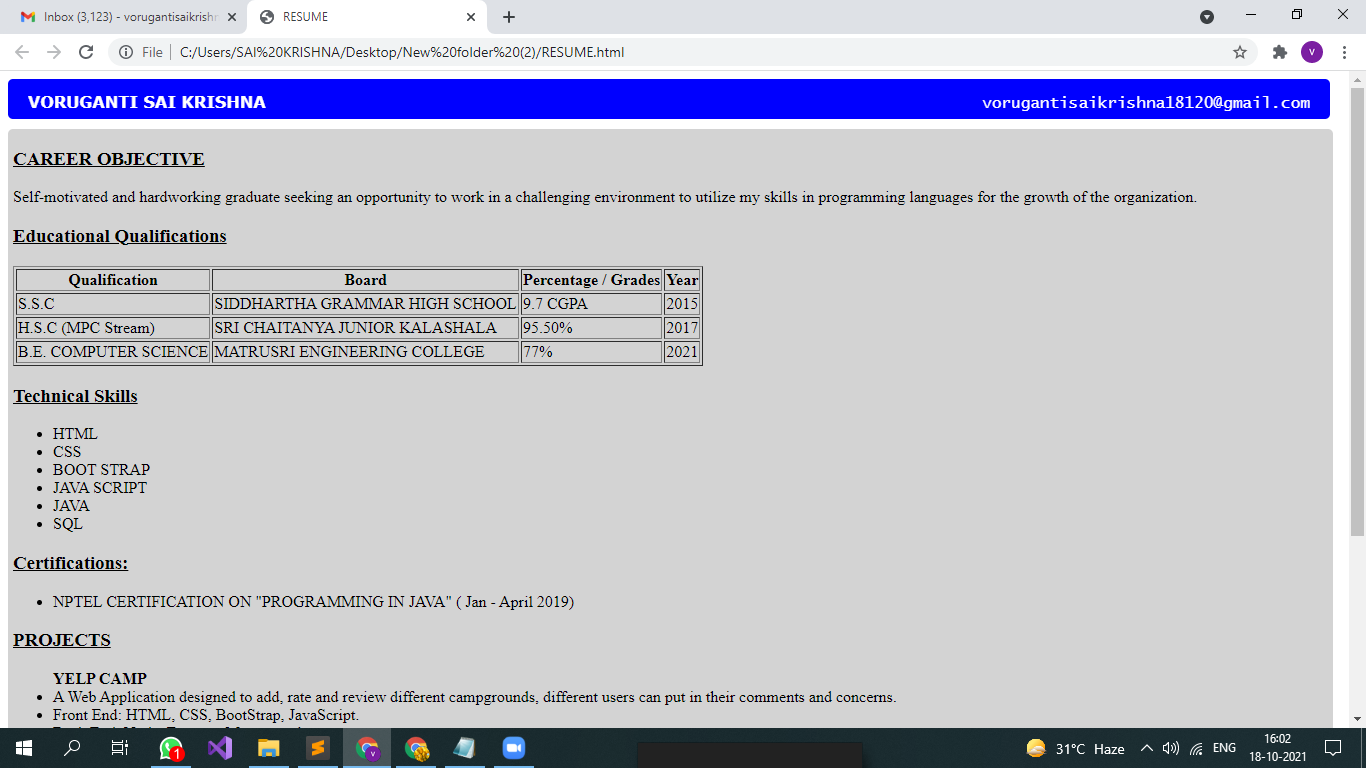 Inbox (3,123) - vorugantisaikrishn
RESUME
File
C:/Users/SAI%20KRISHNA/Desktop/New%20folder%20(2)/RESUME.html
V
VORUGANTI SAI KRISHNA
vorugantisaikrishna18120@gmail.com
CAREER OBJECTIVE
Self-motivated and hardworking graduate seeking an opportunity to work in a challenging environment to utilize my skills in programming languages for the growth of the organization.
Educational Qualifications
Qualification Board Percentage / Grades Year
S.S.C SIDDHARTHA GRAMMAR HIGH SCHOOL 9.7 CGPA 2015
H.S.C (MPC Stream) SRI CHAITANYA JUNIOR KALASHALA 95.50% 2017
B.E. COMPUTER SCIENCE MATRUSRI ENGINEERING COLLEGE 77% 2021
Technical Skills
HTML
CSS
BOOT STRAP
JAVA SCRIPT
JAVA
SQL
Certifications:
NPTEL CERTIFICATION ON "PROGRAMMING IN JAVA" ( Jan - April 2019)
PROJECTS
YELP CAMP
A Web Application designed to add, rate and review different campgrounds, different users can put in their comments and concerns.
Front End: HTML, CSS, BootStrap, JavaScript.
1
V
31°C Haze
ENG
16:02
18-10-2021